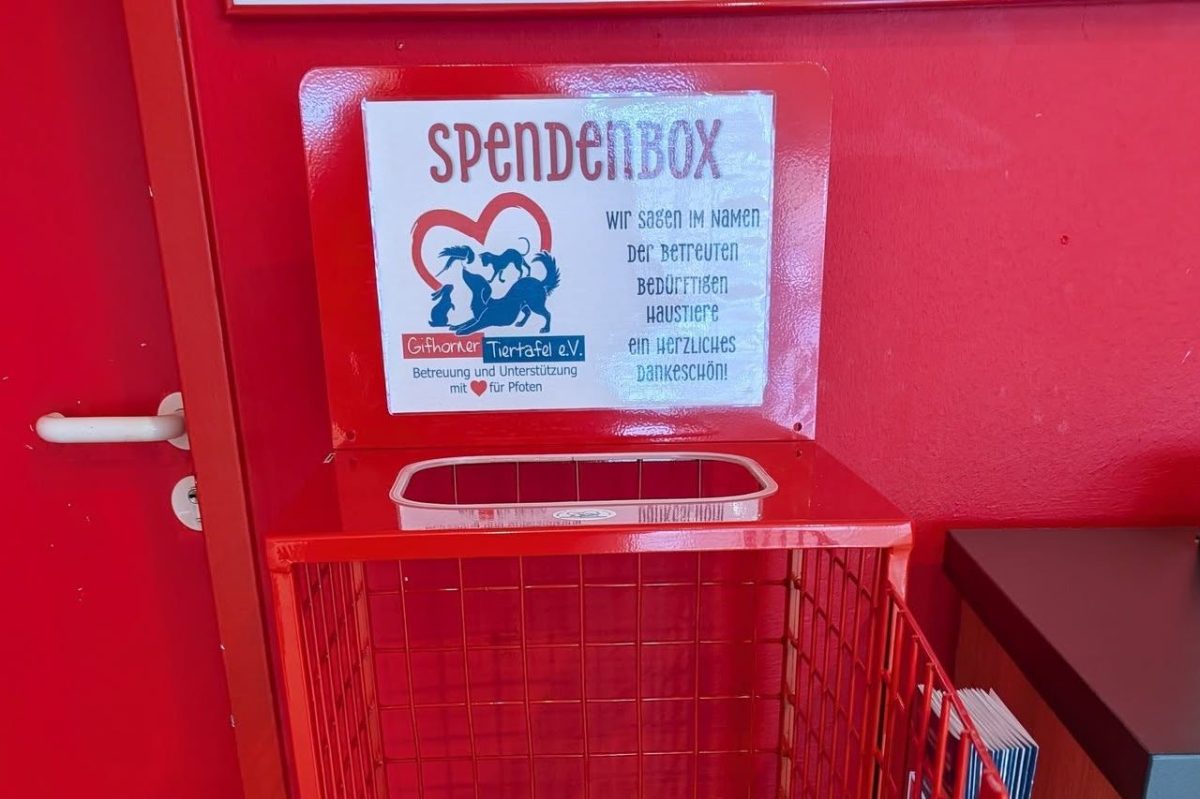 SPENDENBOX
WIR SAGEN IM NAMEN
DER BETREUTEN
BEDÜRFTIGEN
HAUSTIERE
EIN HERZLICHES
DANKESCHÖN!
Gifhorner Tiertafel e.V.
Betreuung und Unterstützung
mit für Pfoten